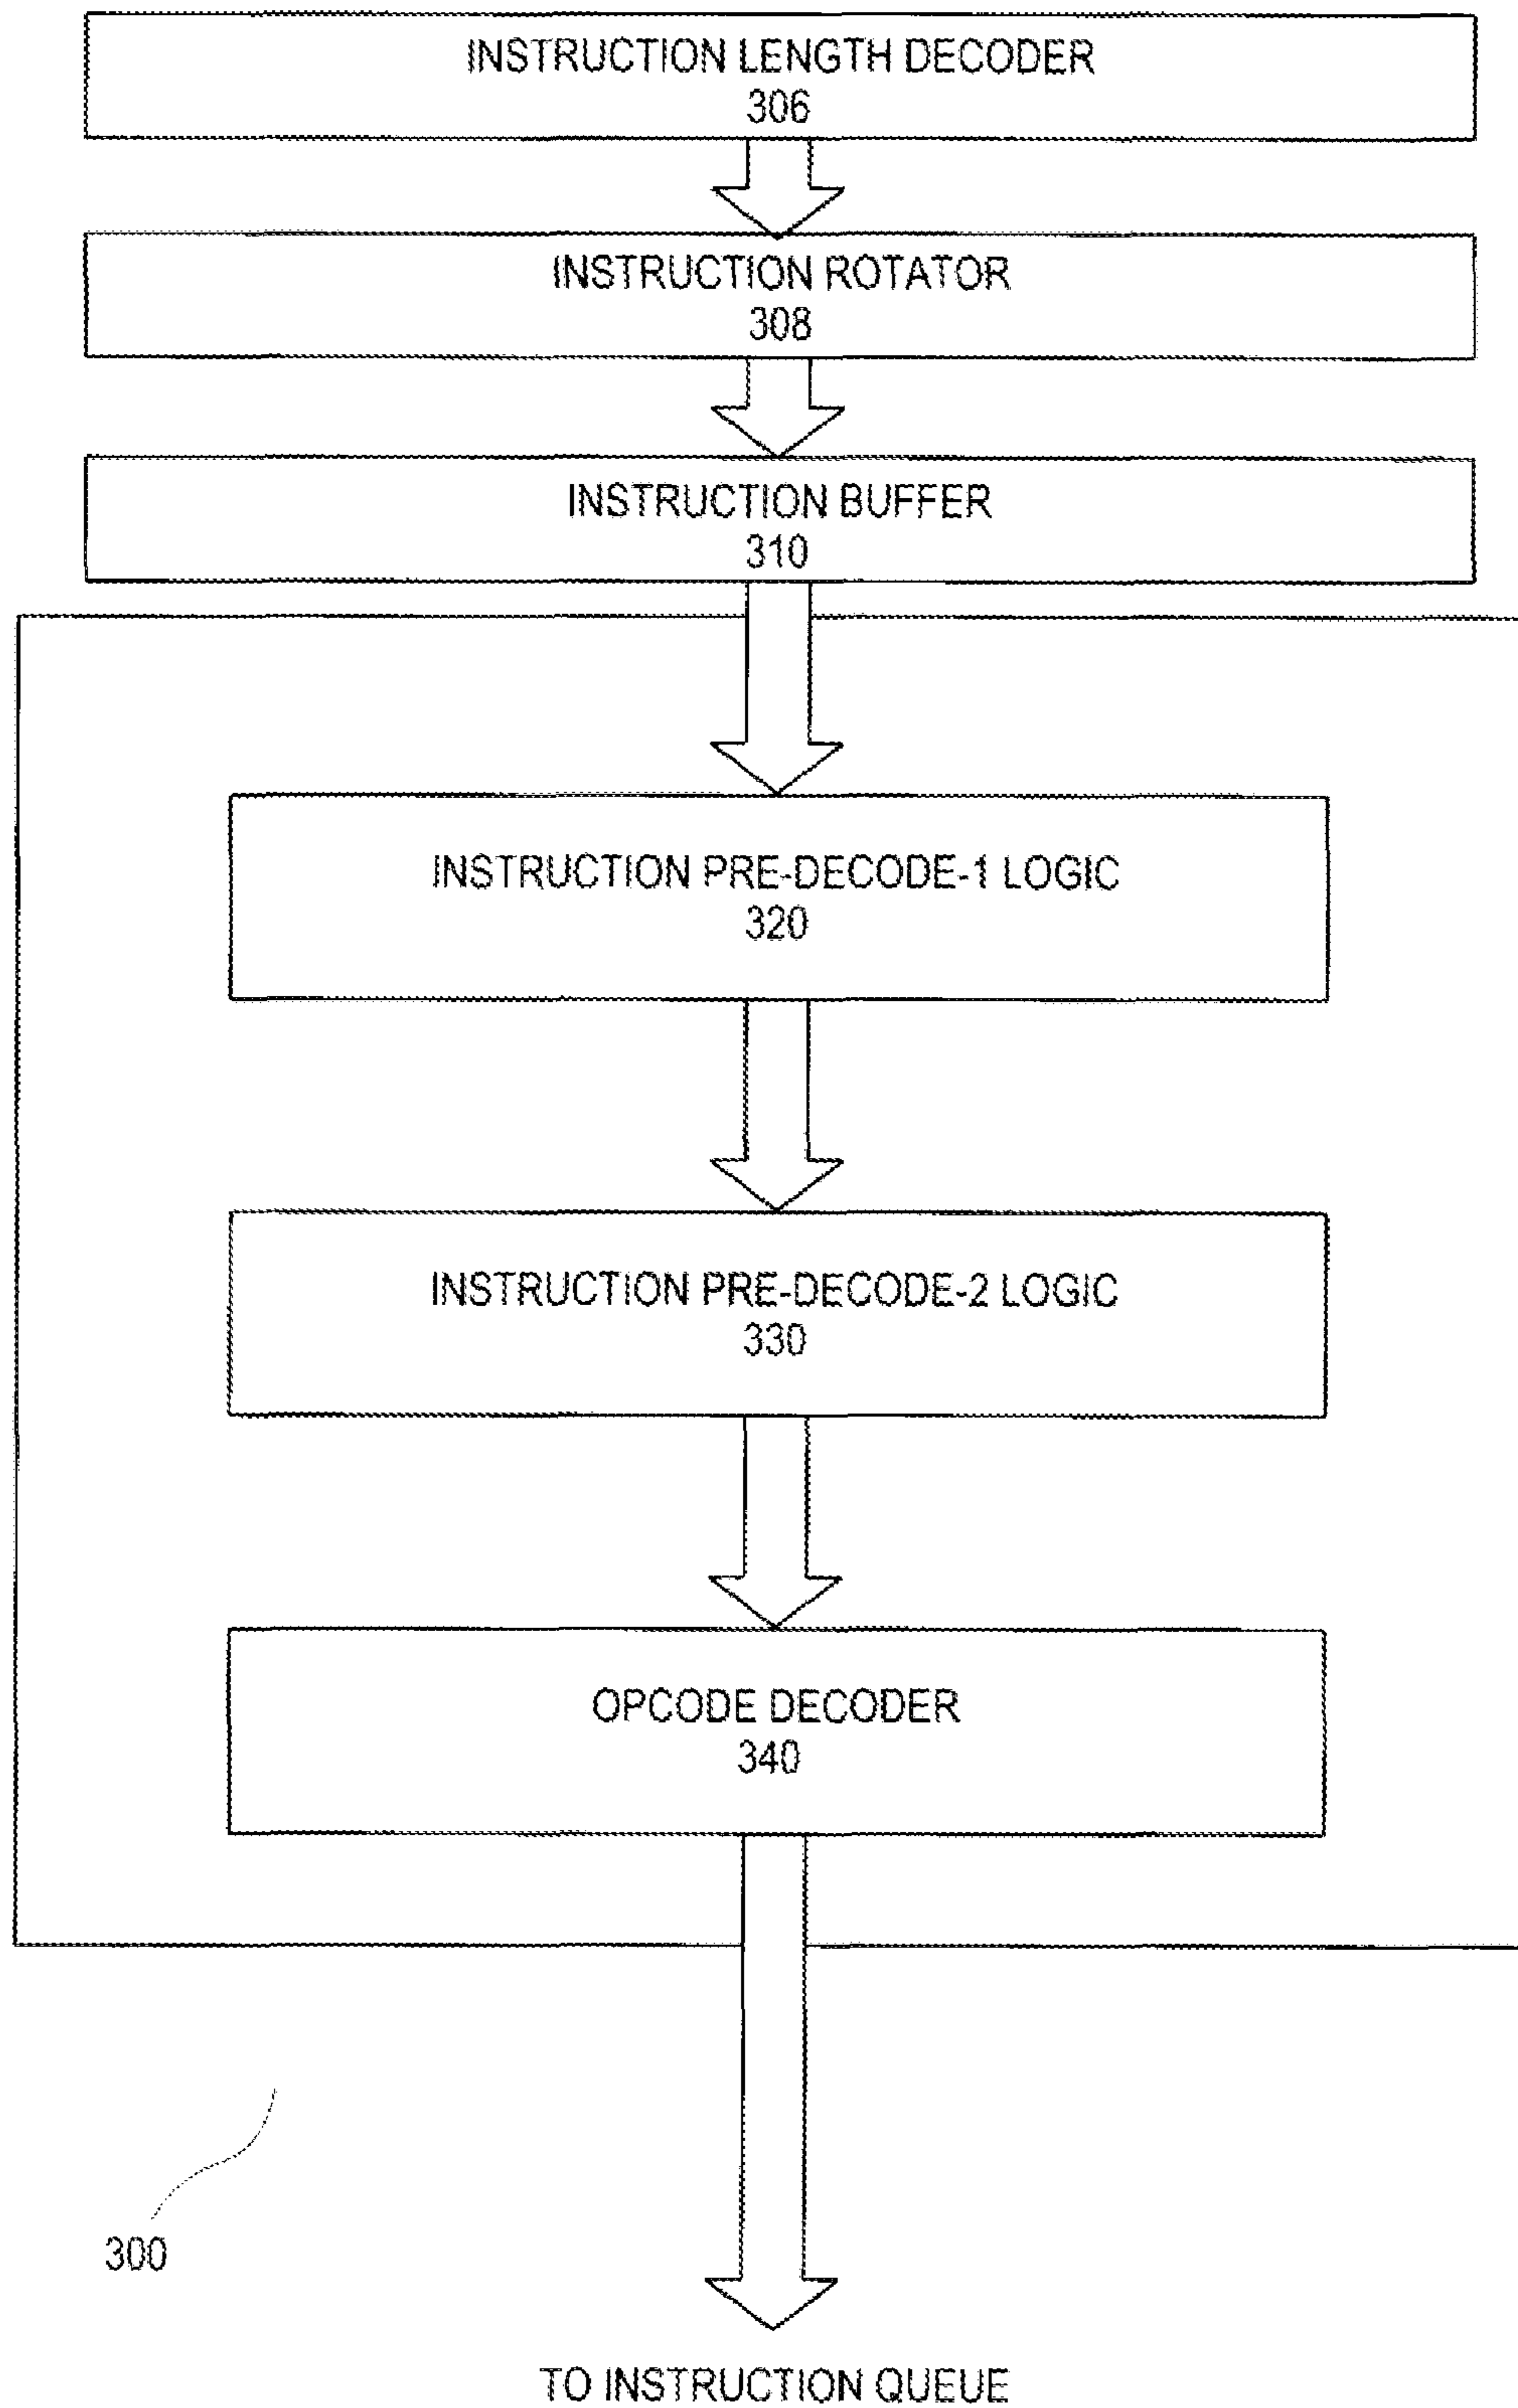 INSTRUCTION LENGTH DECODER
306
INSTRUCTION ROTATOR
308
INSTRUCTION BUFFER
310
INSTRUCTION PRE-DECODE-1 LOGIC
320
INSTRUCTION PRE-DECODE-2 LOGIC
330
OPCODE DECODER
340
300
TO INSTRUCTION QUEUE